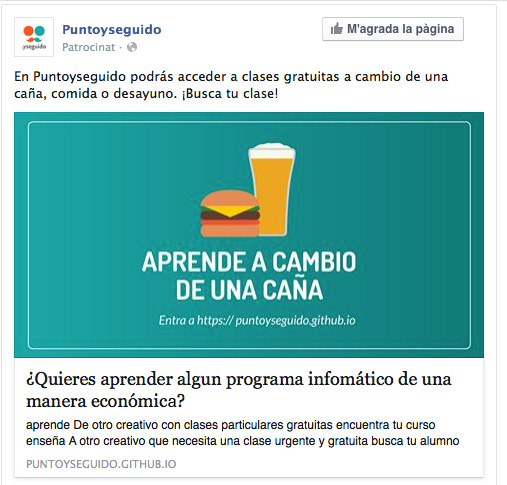 Puntoyseguido
Patrocinat ·
M'agrada la pàgina
yseguido
En Puntoyseguido podrás acceder a clases gratuitas a cambio de una
caña, comida o desayuno. ¡Busca tu clase!
APRENDE A CAMBIO
DE UNA CAÑA
Entra a https:// puntoyseguido.github.io
¿Quieres aprender algun programa infomático de una
manera económica?
aprende De otro creativo con clases particulares gratuitas encuentra tu curso
enseña A otro creativo que necesita una clase urgente y gratuita busca tu alumno
PUNTOYSEGUIDO.GITHUB.IO